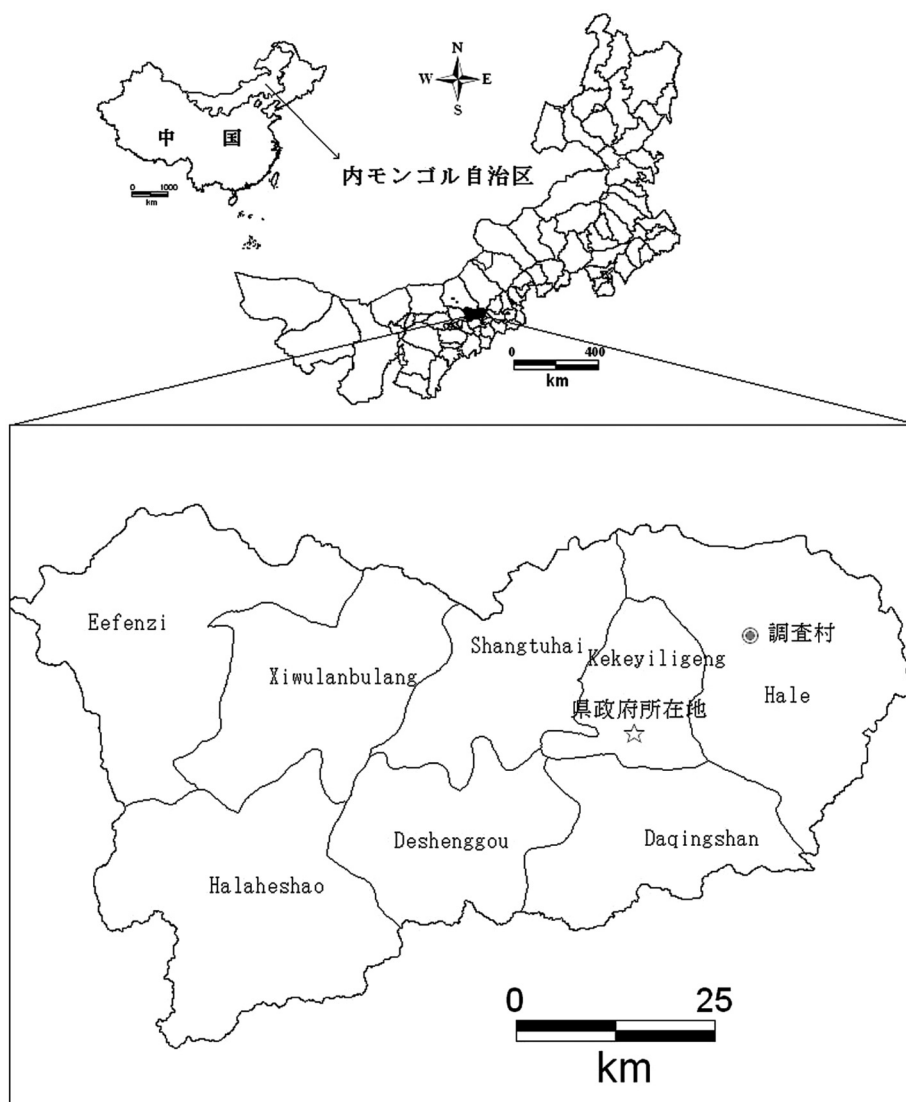 N
W E
S
中 国
0 1000
km
内モンゴル自治区
0 400
km
Eefenzi
Shangtuhai
調査村
Kekeyiligeng
Xiwulanbulang
Hale
県政府所在地
Deshenggou
Daqingshan
Halaheshao
0 25
km